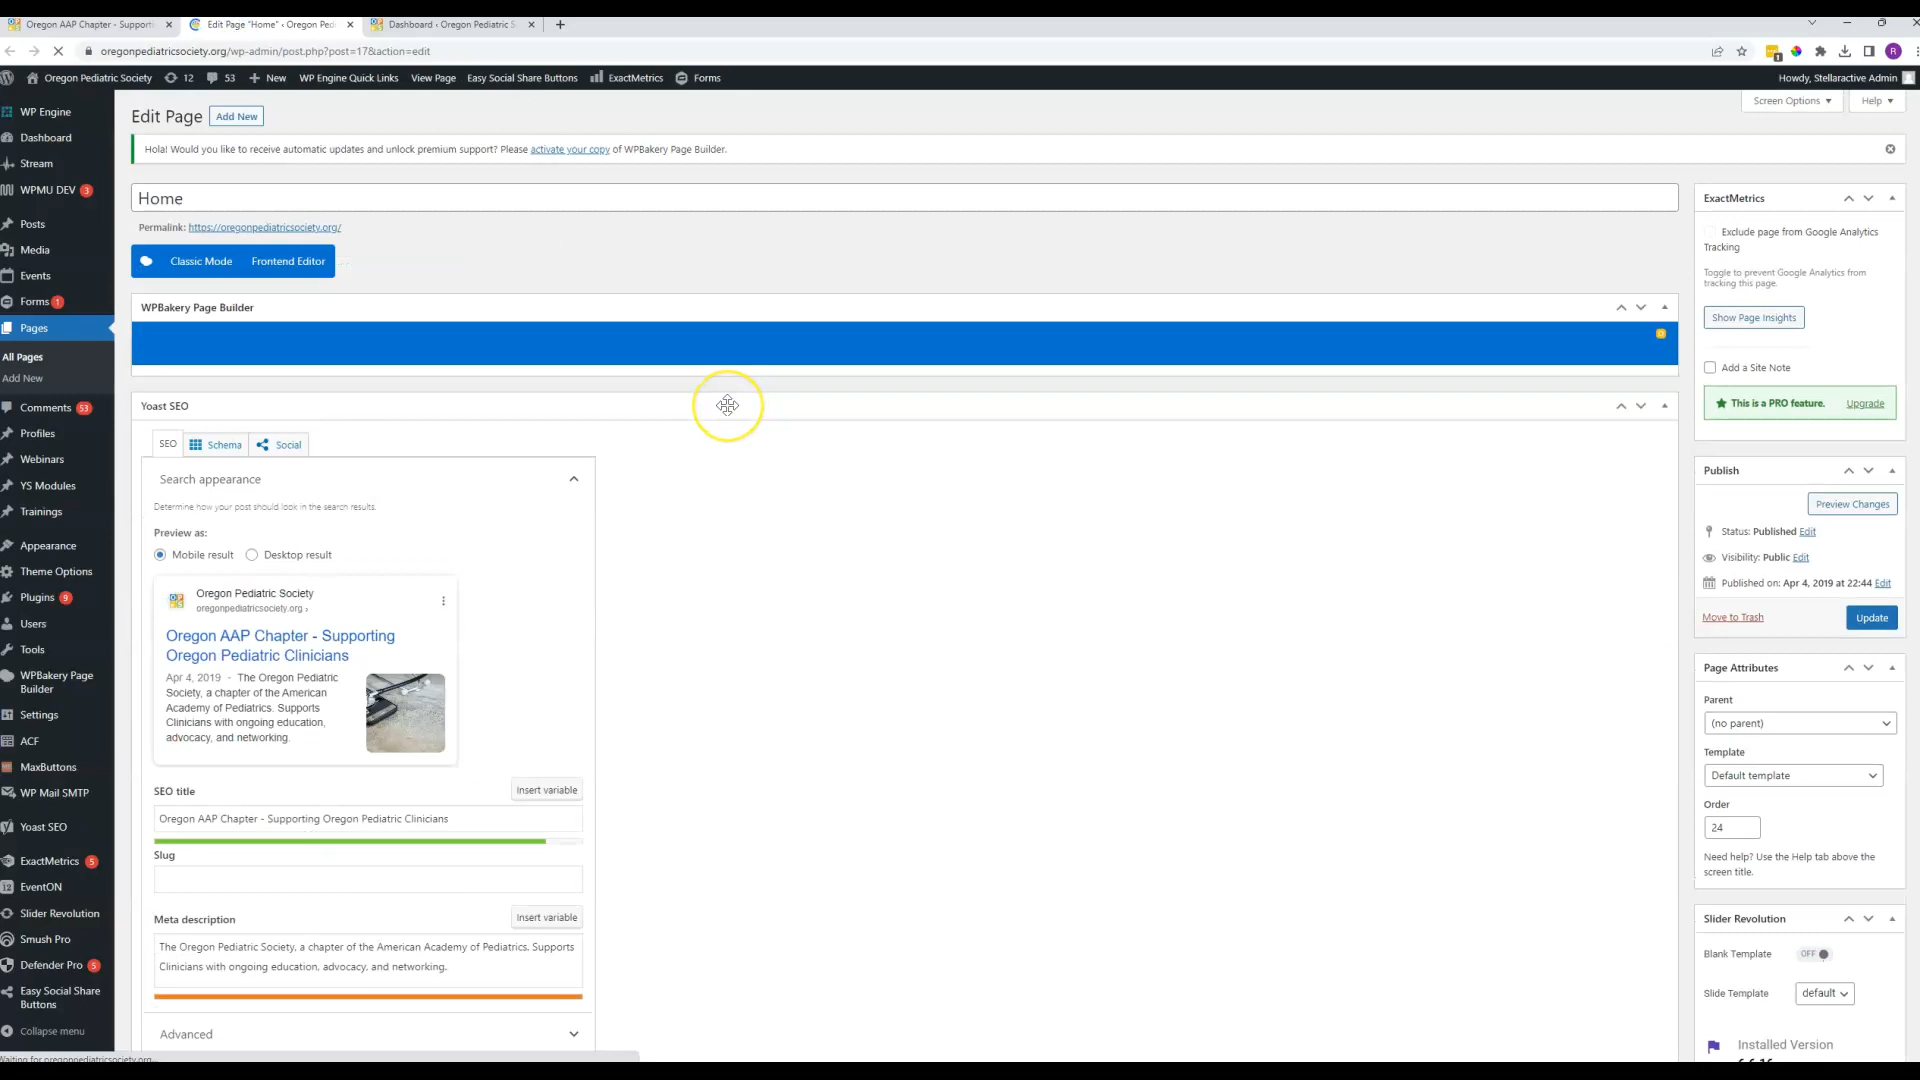 Oregon AAP Chapter - Supporti
Edit Page "Home" ‹ Oregon Pedi
Dashboard ‹ Oregon Pediatric S
oregonpediatricsociety.org/wp-admin/post.php?post=17&action=edit
1
R
Oregon Pediatric Society
12
53
New
WP Engine Quick Links
View Page
Easy Social Share Buttons
ExactMetrics
Forms
Howdy, Stellaractive Admin
WP Engine
Dashboard
Stream
WPMU DEV 3
Posts
Media
Events
Forms 1
Pages
All Pages
Add New
Comments 53
Profiles
Webinars
YS Modules
Trainings
Appearance
Theme Options
Plugins 9
Users
Tools
WPBakery Page
Builder
Settings
ACF
MaxButtons
WP Mail SMTP
Yoast SEO
ExactMetrics 5
EventON
Slider Revolution
Smush Pro
Defender Pro 5
Easy Social Share
Buttons
Collapse menu
Waiting for oregonpediatricsociety.org...
Screen Options
Help
Edit Page
Add New
Hola! Would you like to receive automatic updates and unlock premium support? Please activate your copy of WPBakery Page Builder.
Home
Permalink: https://oregonpediatricsociety.org/
Classic Mode
Frontend Editor
WPBakery Page Builder
Yoast SEO
SEO
Schema
Social
Search appearance
Determine how your post should look in the search results.
Preview as:
Mobile result
Desktop result
Oregon Pediatric Society
oregonpediatricsociety.org ›
Oregon AAP Chapter - Supporting
Oregon Pediatric Clinicians
Apr 4, 2019 - The Oregon Pediatric
Society, a chapter of the American
Academy of Pediatrics. Supports
Clinicians with ongoing education,
advocacy, and networking.
SEO title
Insert variable
Oregon AAP Chapter - Supporting Oregon Pediatric Clinicians
Slug
Meta description
Insert variable
The Oregon Pediatric Society, a chapter of the American Academy of Pediatrics. Supports
Clinicians with ongoing education, advocacy, and networking.
Advanced
ExactMetrics
Exclude page from Google Analytics
Tracking
Toggle to prevent Google Analytics from
tracking this page.
Show Page Insights
Add a Site Note
This is a PRO feature.
Upgrade
Publish
Preview Changes
Status: Published Edit
Visibility: Public Edit
Published on: Apr 4, 2019 at 22:44 Edit
Move to Trash
Update
Page Attributes
Parent
(no parent)
Template
Default template
Order
24
Need help? Use the Help tab above the
screen title.
Slider Revolution
Blank Template
OFF
Slide Template
default
Installed Version